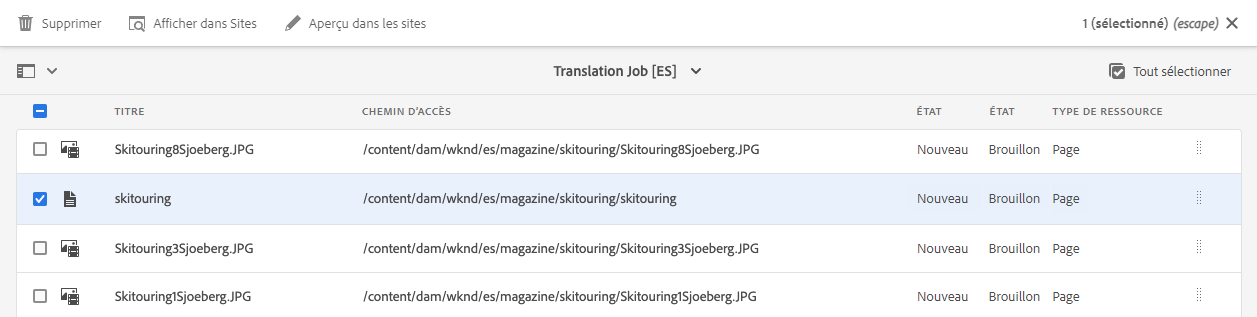 Supprimer Afficher dans Sites Aperçu dans les sites 1 (sélectionné) (escape)
Translation Job [ES] Tout sélectionner
TITRE CHEMIN D'ACCÈS ÉTAT ÉTAT TYPE DE RESSOURCE
Skitouring8Sjoeberg.JPG /content/dam/wknd/es/magazine/skitouring/Skitouring8Sjoeberg.JPG Nouveau Brouillon Page
skitouring /content/dam/wknd/es/magazine/skitouring/skitouring Nouveau Brouillon Page
Skitouring3Sjoeberg.JPG /content/dam/wknd/es/magazine/skitouring/Skitouring3Sjoeberg.JPG Nouveau Brouillon Page
Skitouring1Sjoeberg.JPG /content/dam/wknd/es/magazine/skitouring/Skitouring1Sjoeberg.JPG Nouveau Brouillon Page